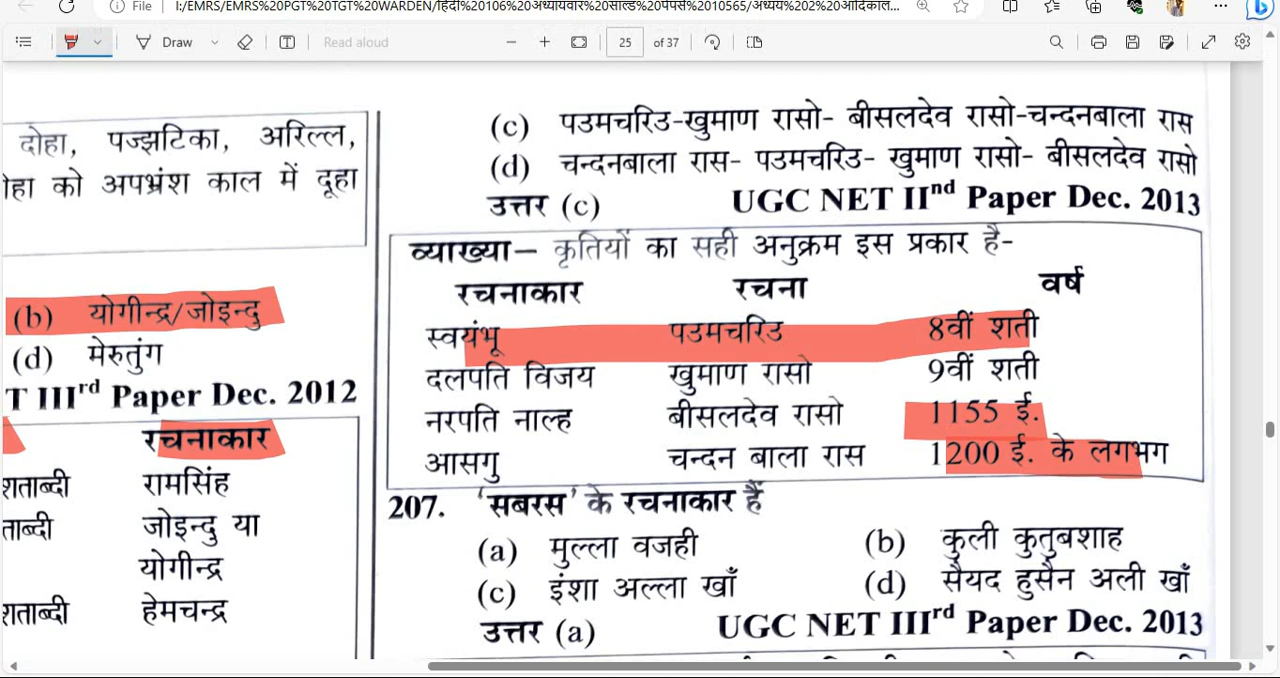 File
I:/EMRS/EMRS%20PGT%20TGT%20WARDEN/हिंदी%20106%20अध्यायवार%20साल्व्ड%20पेपर्स%2010565/अध्यय%202%20आदिकाल...
Draw
Read aloud
25 of 37
दोहा, पज्झटिका, अरिल्ल,
हा को अपभ्रंश काल में दूहा
(b) योगीन्द्र/जोइन्दु
(d) मेरुतुंग
T IIIrd Paper Dec. 2012
रचनाकार
शताब्दी रामसिंह
ताब्दी जोइन्दु या
योगीन्द्र
शताब्दी हेमचन्द्र
(c) पउमचरिउ-खुमाण रासो- बीसलदेव रासो-चन्दनबाला रास
(d) चन्दनबाला रास- पउमचरिउ- खुमाण रासो- बीसलदेव रासो
उत्तर (c) UGC NET IInd Paper Dec. 2013
व्याख्या– कृतियों का सही अनुक्रम इस प्रकार है-
रचनाकार रचना वर्ष
स्वयंभू पउमचरिउ 8वीं शती
दलपति विजय खुमाण रासो 9वीं शती
नरपति नाल्ह बीसलदेव रासो 1155 ई.
आसगु चन्दन बाला रास 1200 ई. के लगभग
207. 'सबरस' के रचनाकार हैं
(a) मुल्ला वजही (b) कुली कुतुबशाह
(c) इंशा अल्ला खाँ (d) सैयद हुसैन अली खाँ
उत्तर (a) UGC NET IIIrd Paper Dec. 2013